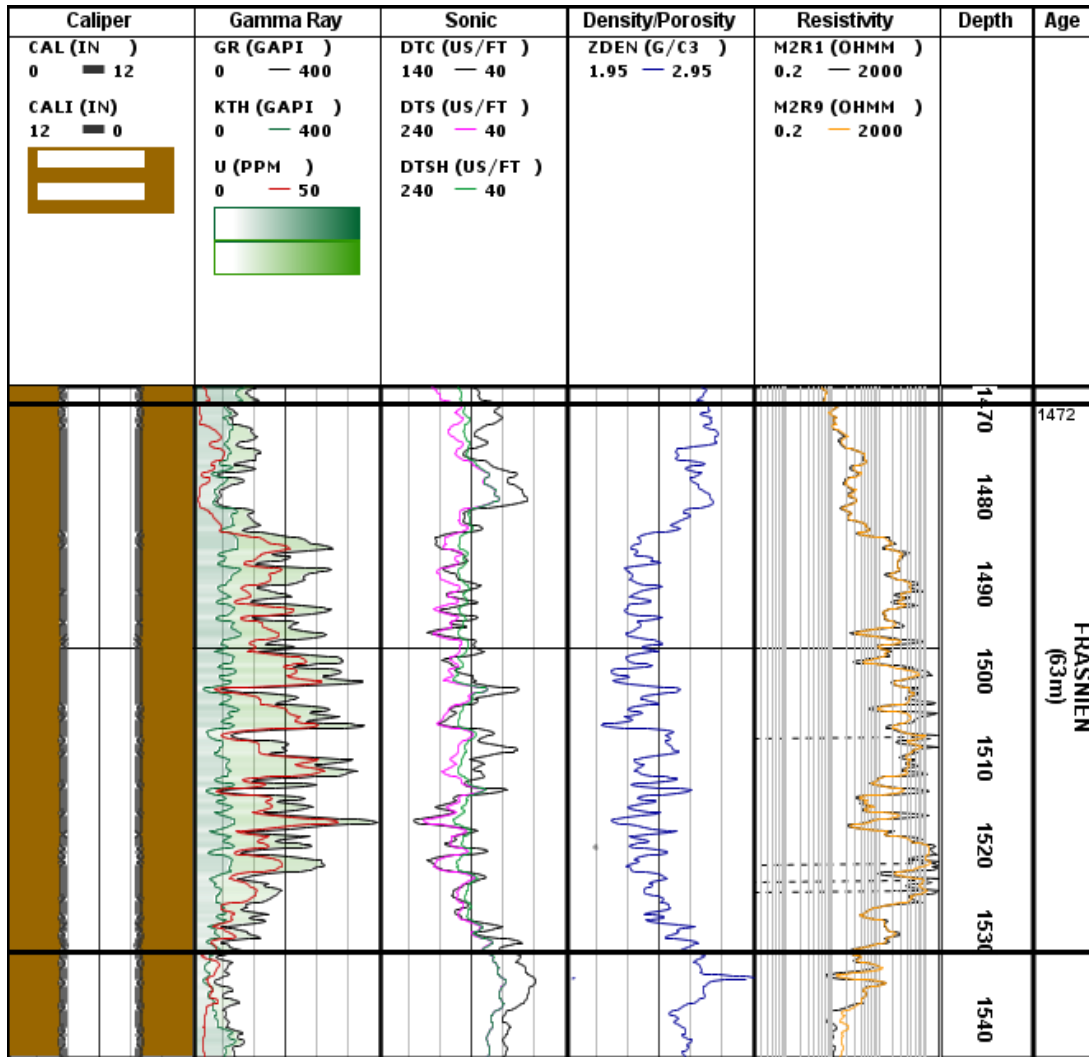 Caliper Gamma Ray Sonic Density/Porosity Resistivity Depth Age
CAL (IN ) GR (GAPI ) DTC (US/FT ) ZDEN (G/C3 ) M2R1 (OHMM )
0 12 0 400 140 40 1.95 2.95 0.2 2000
CALI (IN) KTH (GAPI ) DTS (US/FT ) M2R9 (OHMM )
12 0 0 400 240 40 0.2 2000
U (PPM ) DTSH (US/FT )
0 50 240 40
1470
1472
1480
1490
1500
FRASNIEN
(63m)
1510
1520
1530
1540